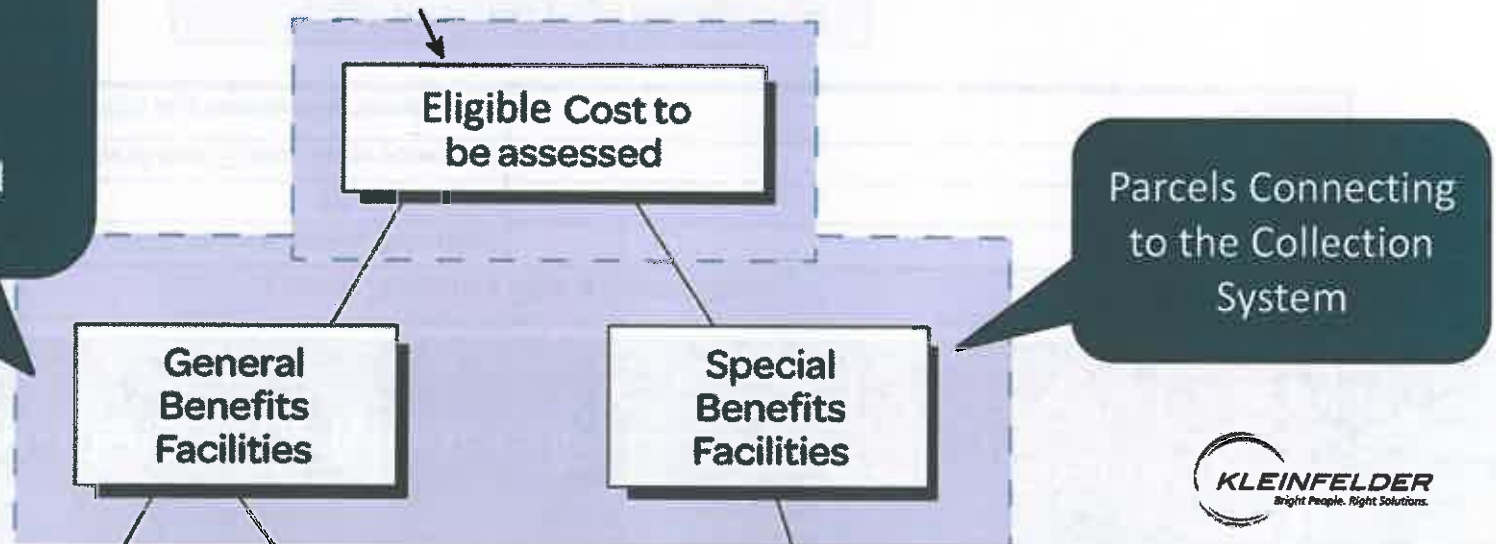 Eligible Cost to
be assessed
Parcels Connecting
to the Collection
System
General
Benefits
Facilities
Special
Benefits
Facilities
KLEINFELDER
Bright People. Right Solutions.